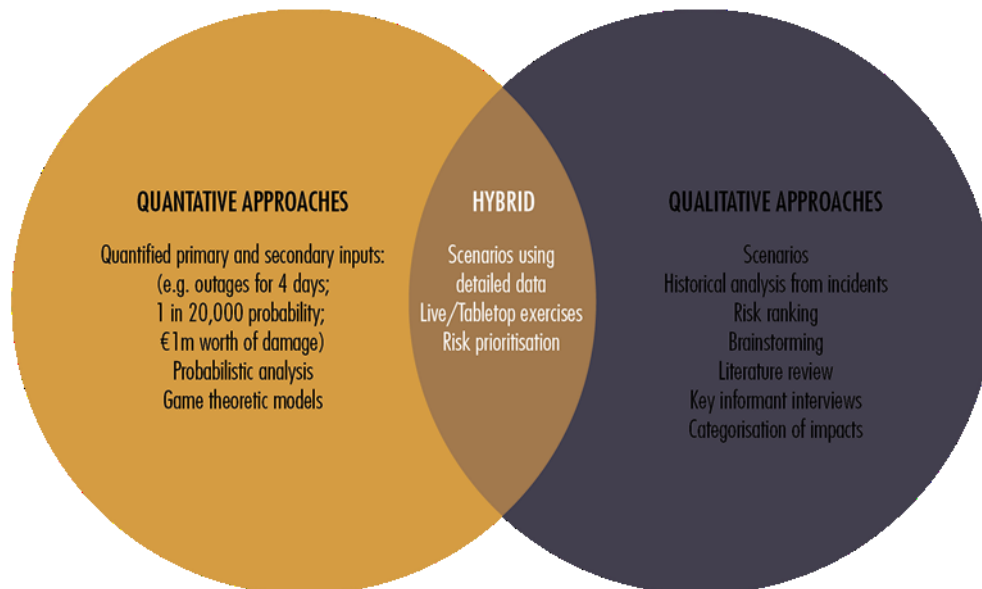 QUANTATIVE APPROACHES
Quantified primary and secondary inputs:
(e.g. outages for 4 days;
1 in 20,000 probability;
€1m worth of damage)
Probabilistic analysis
Game theoretic models
HYBRID
Scenarios using
detailed data
Live/Tabletop exercises
Risk prioritisation
QUALITATIVE APPROACHES
Scenarios
Historical analysis from incidents
Risk ranking
Brainstorming
Literature review
Key informant interviews
Categorisation of impacts